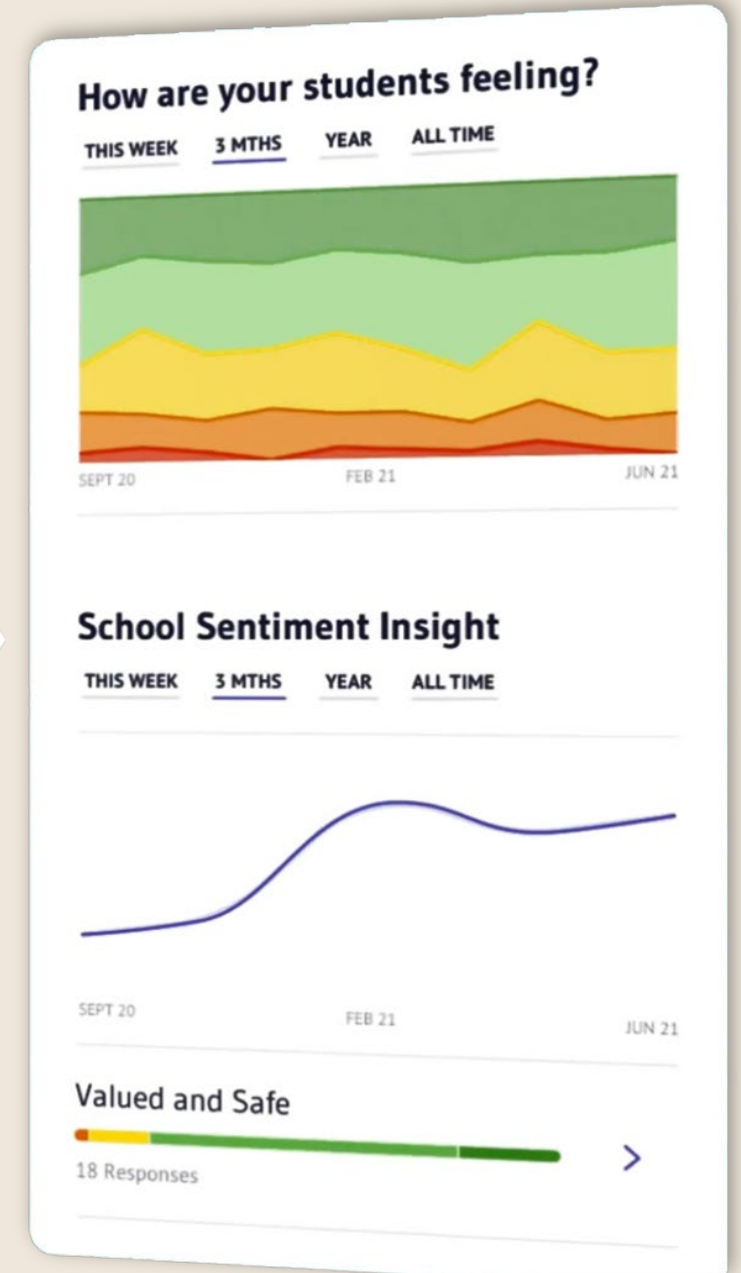 How are your students feeling?
THIS WEEK 3 MTHS YEAR ALL TIME
SEPT 20 FEB 21 JUN 21
School Sentiment Insight
THIS WEEK 3 MTHS YEAR ALL TIME
SEPT 20 FEB 21 JUN 21
Valued and Safe
18 Responses